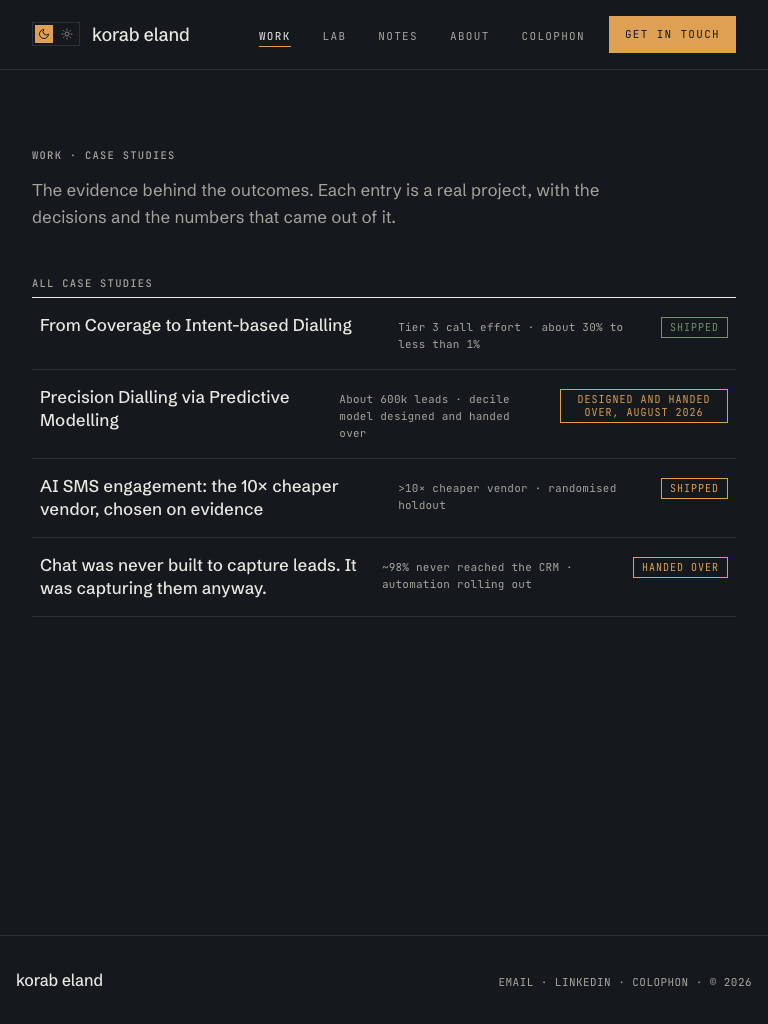 korab eland
WORK
LAB
NOTES
ABOUT
COLOPHON
GET IN TOUCH
WORK · CASE STUDIES
The evidence behind the outcomes. Each entry is a real project, with the
decisions and the numbers that came out of it.
ALL CASE STUDIES
From Coverage to Intent-based Dialling
Tier 3 call effort · about 30% to
less than 1%
SHIPPED
Precision Dialling via Predictive
Modelling
About 600k leads · decile
model designed and handed
over
DESIGNED AND HANDED
OVER, AUGUST 2026
AI SMS engagement: the 10× cheaper
vendor, chosen on evidence
>10× cheaper vendor · randomised
holdout
SHIPPED
Chat was never built to capture leads. It
was capturing them anyway.
~98% never reached the CRM ·
automation rolling out
HANDED OVER
korab eland
EMAIL · LINKEDIN · COLOPHON · © 2026